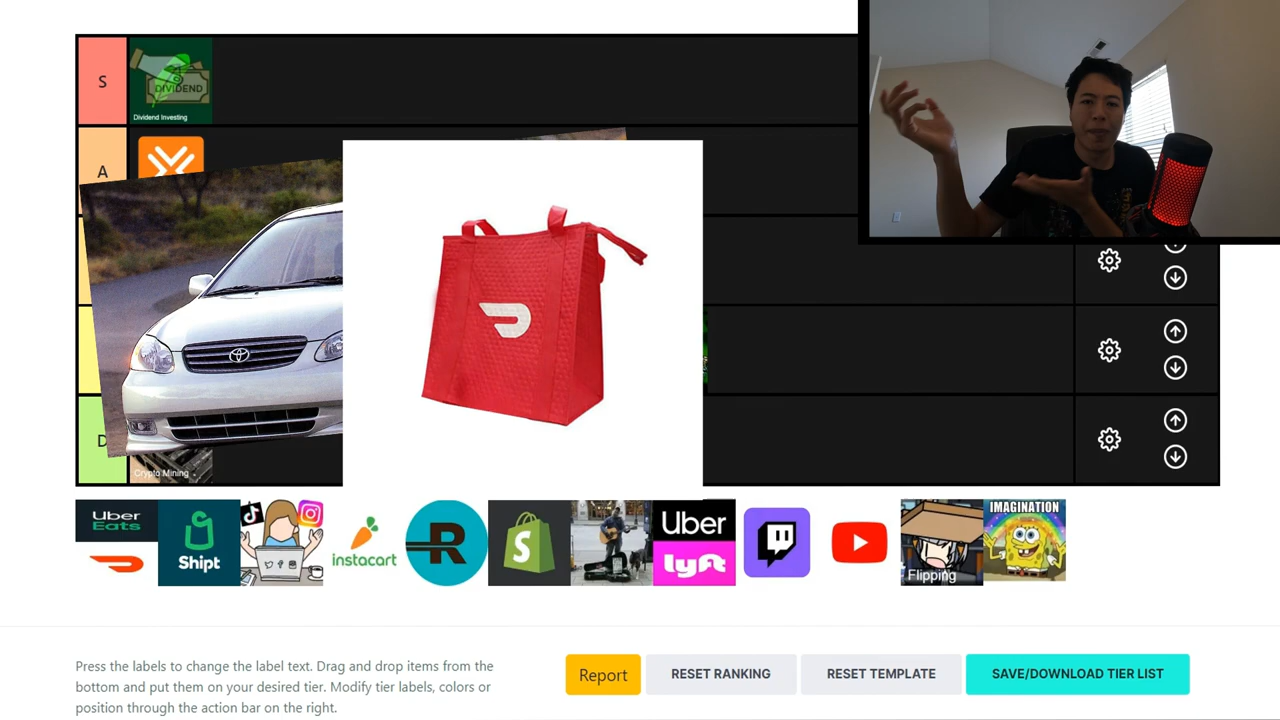 S
DIVIDEND
Dividend Investing
A
D
Crypto Mining
Uber
Eats
Shipt
instacart
R
S
Uber
lyft
Flipping
IMAGINATION
Press the labels to change the label text. Drag and drop items from the
bottom and put them on your desired tier. Modify tier labels, colors or
position through the action bar on the right.
Report
RESET RANKING
RESET TEMPLATE
SAVE/DOWNLOAD TIER LIST